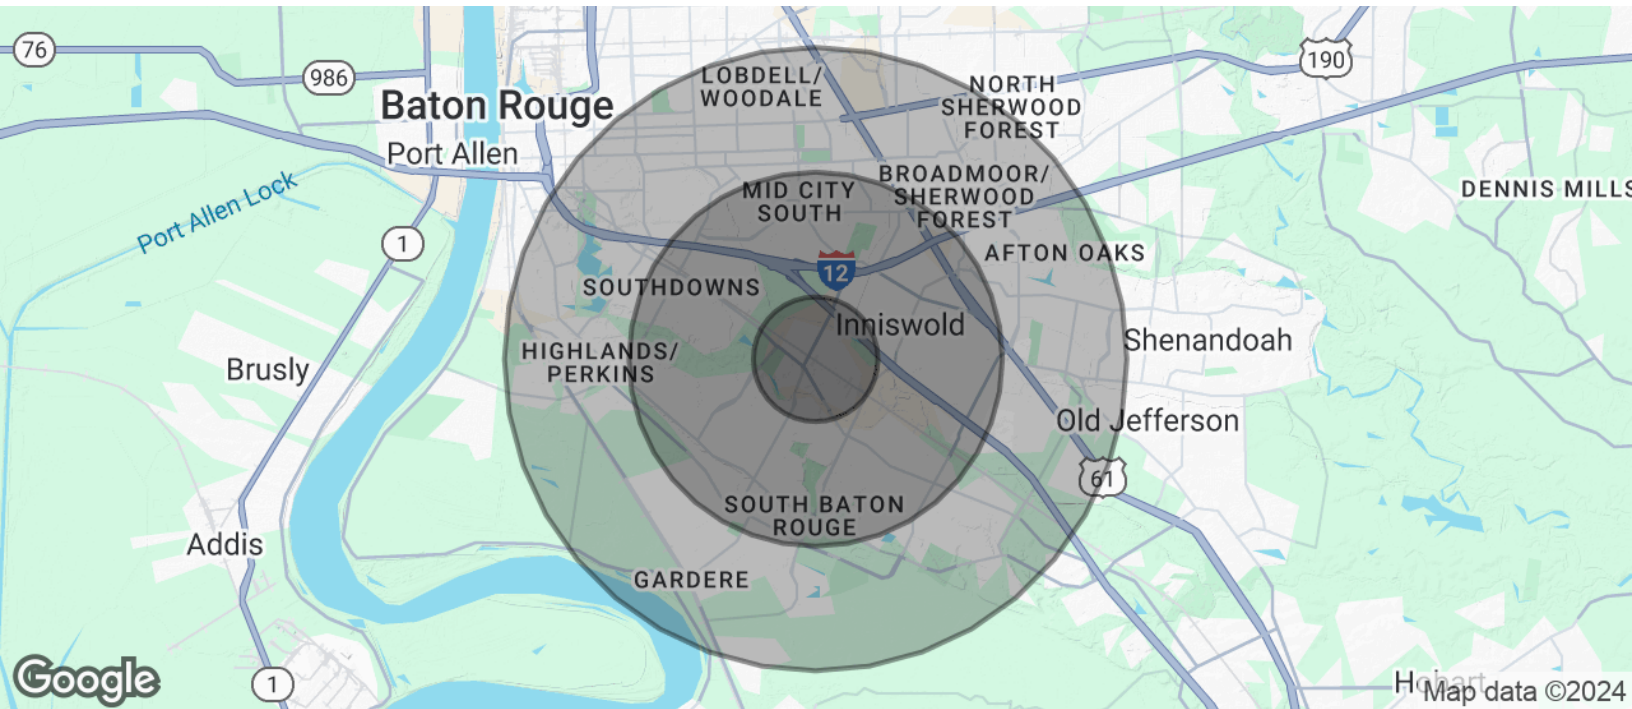 76
986
Baton Rouge
Port Allen
Port Allen Lock
1
LOBDELL/
WOODALE
NORTH
SHERWOOD
FOREST
190
BROADMOOR/
SHERWOOD
FOREST
MID CITY
SOUTH
DENNIS MILLS
AFTON OAKS
12
SOUTHDOWNS
Inniswold
Shenandoah
HIGHLANDS/
PERKINS
Brusly
Old Jefferson
61
SOUTH BATON
ROUGE
Addis
GARDERE
Google
1
Map data ©2024